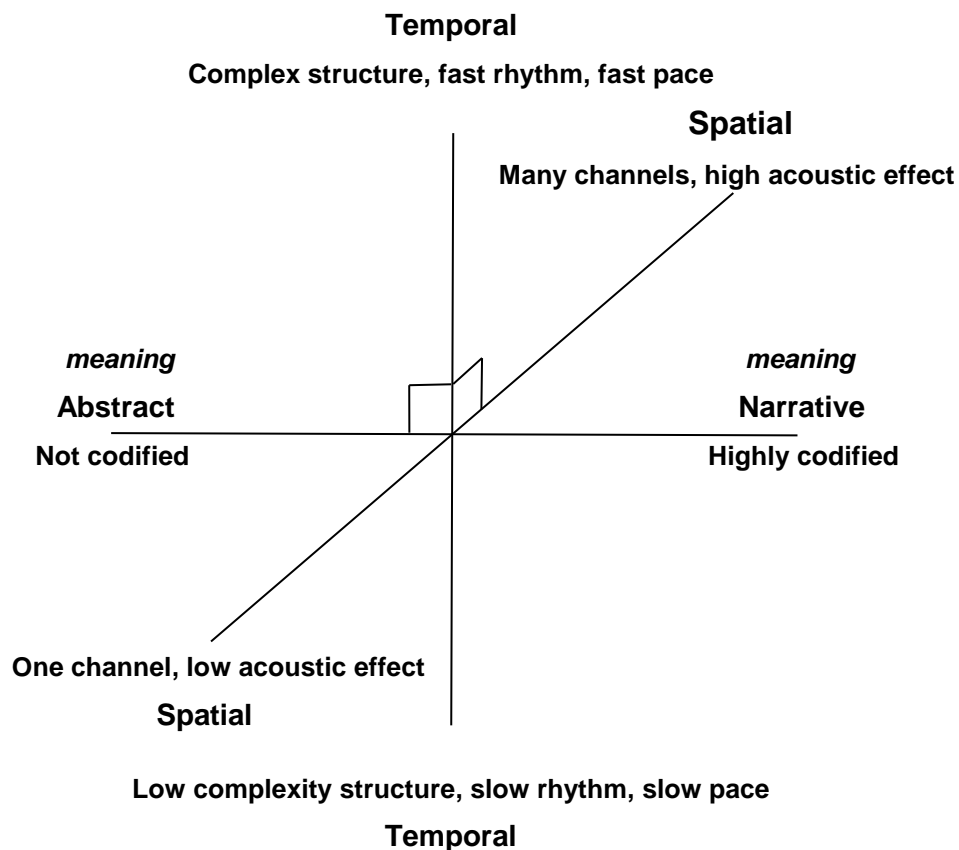 Temporal
Complex structure, fast rhythm, fast pace
Spatial
Many channels, high acoustic effect
meaning
Abstract
Not codified
meaning
Narrative
Highly codified
One channel, low acoustic effect
Spatial
Low complexity structure, slow rhythm, slow pace
Temporal